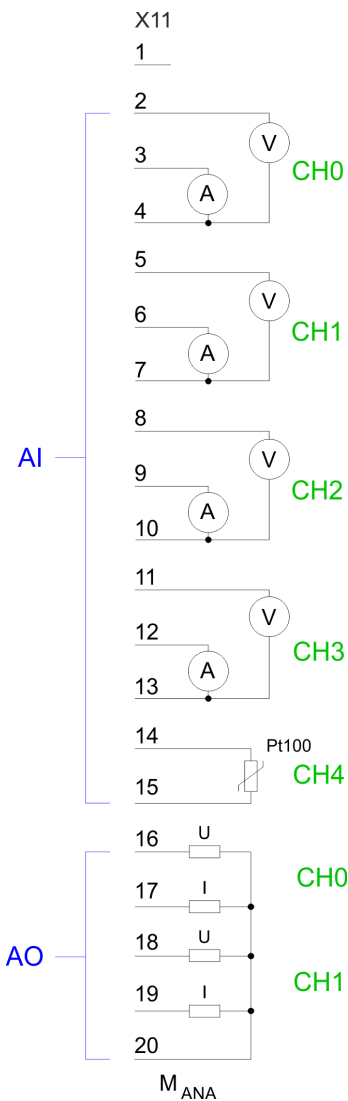 X11
1
2
V
CH0
3
A
4
5
V
CH1
6
A
7
8
V
AI
CH2
9
A
10
11
V
12
CH3
A
13
14
Pt100
CH4
15
16
U
CH0
17
I
18
U
AO
CH1
19
I
20
M ANA